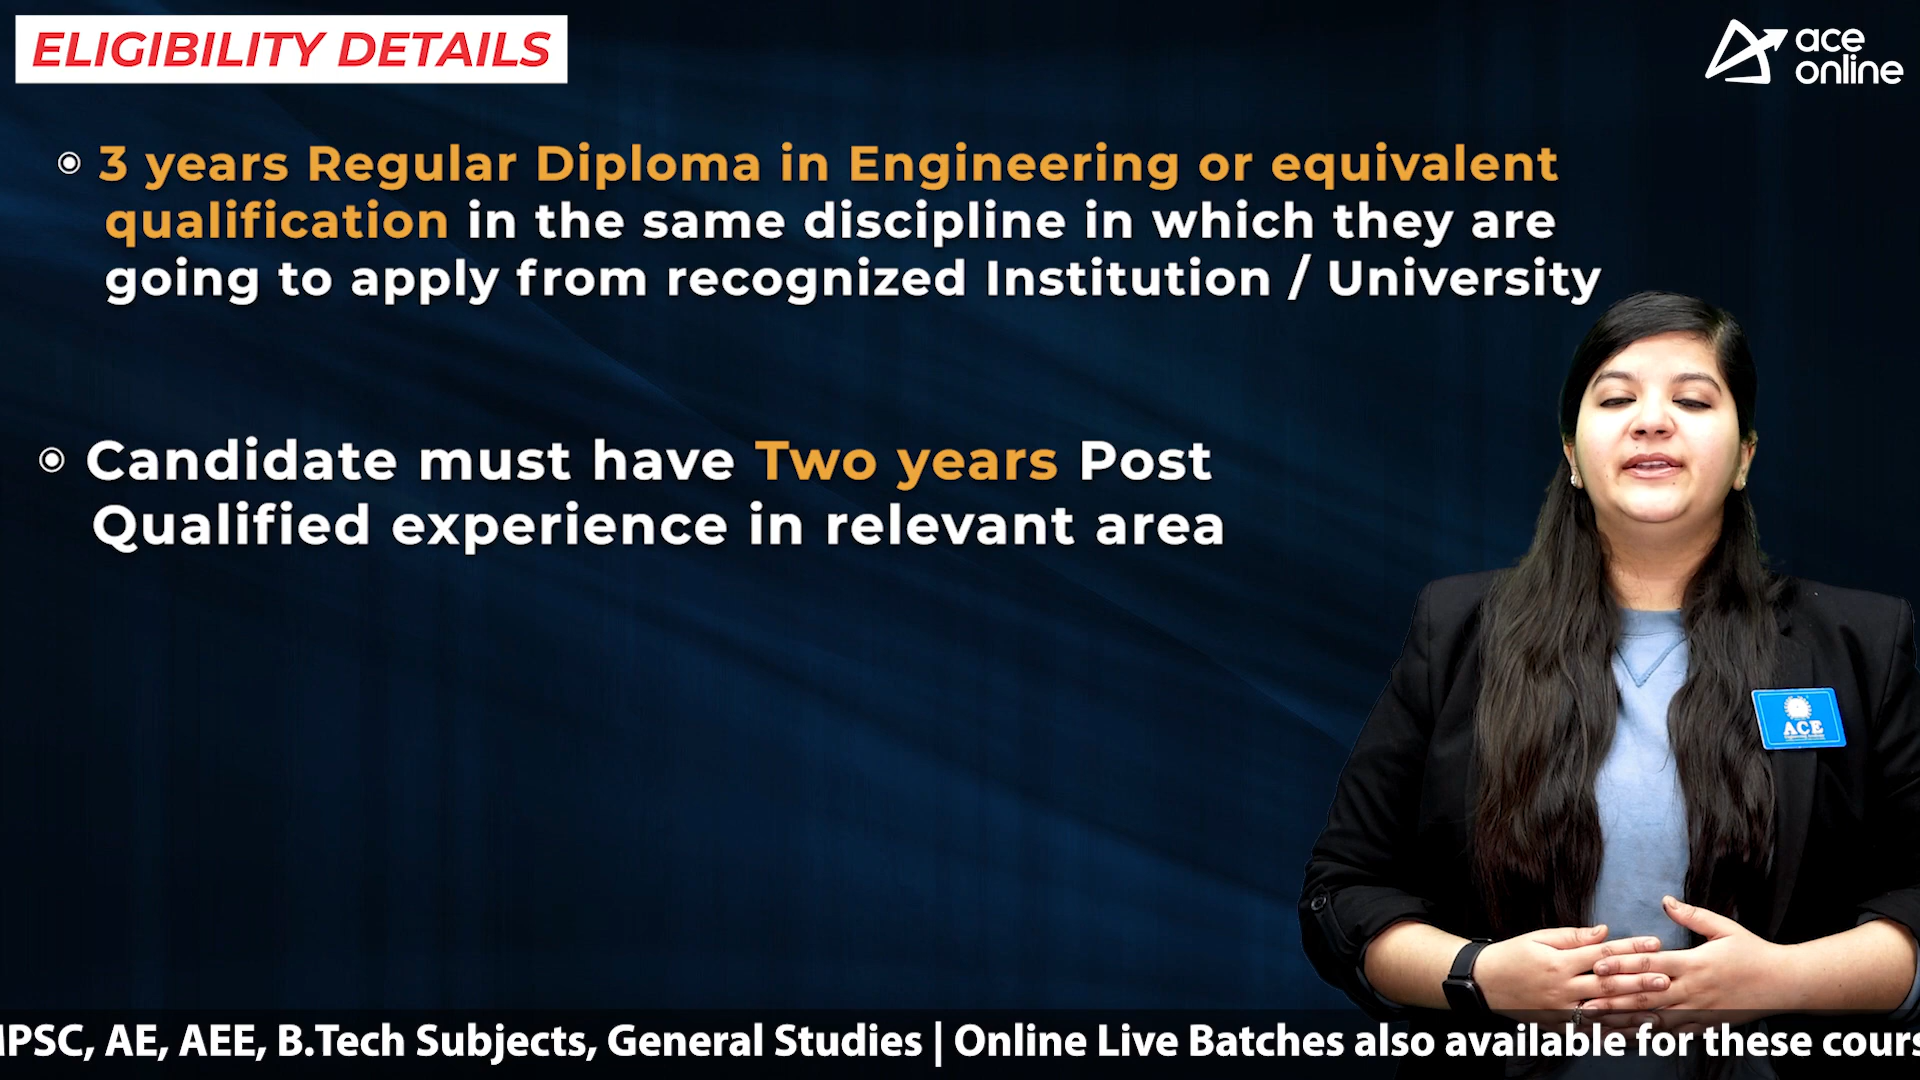 ELIGIBILITY DETAILS
ace
online
3 years Regular Diploma in Engineering or equivalent
qualification in the same discipline in which they are
going to apply from recognized Institution / University
Candidate must have Two years Post
Qualified experience in relevant area
ACE
MPSC, AE, AEE, B.Tech Subjects, General Studies | Online Live Batches also available for these cours